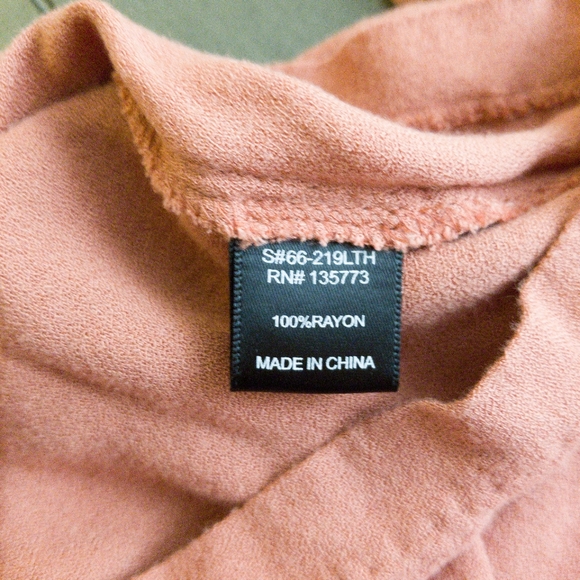 S#66-219LTH
RN# 135773
100%RAYON
MADE IN CHINA